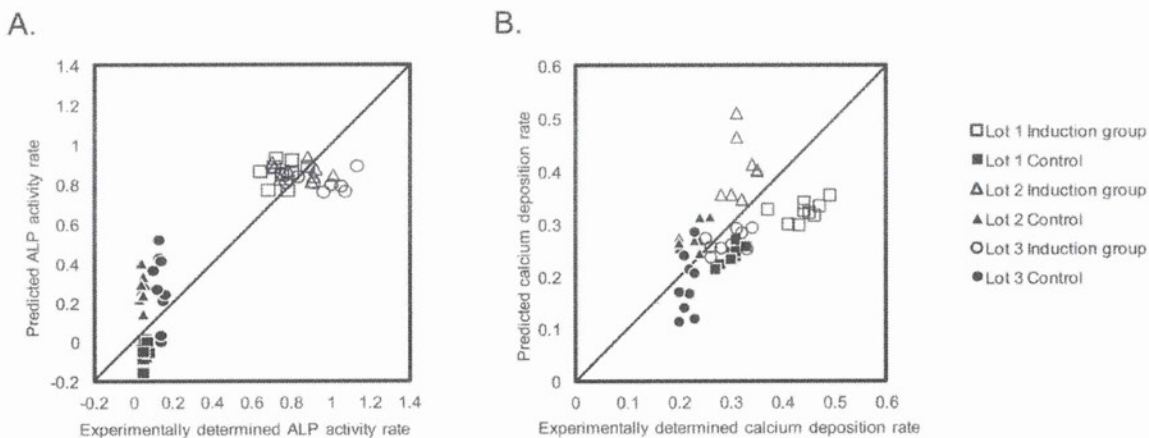 A.
Predicted ALP activity rate
1.4
1.2
1
0.8
0.6
0.4
0.2
0
-0.2
-0.2 0 0.2 0.4 0.6 0.8 1.0 1.2 1.4
Experimentally determined ALP activity rate
B.
Predicted calcium deposition rate
0.6
0.5
0.4
0.3
0.2
0.1
0
0 0.1 0.2 0.3 0.4 0.5 0.6
Experimentally determined calcium deposition rate
Lot 1 Induction group
Lot 1 Control
Lot 2 Induction group
Lot 2 Control
Lot 3 Induction group
Lot 3 Control